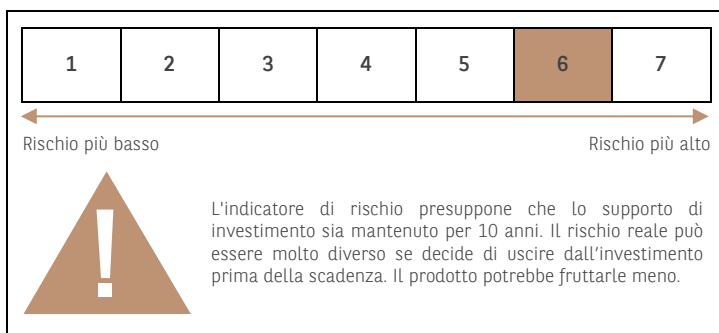 1 2 3 4 5 6 7
Rischio più basso Rischio più alto
!
L'indicatore di rischio presuppone che lo supporto di
investimento sia mantenuto per 10 anni. Il rischio reale può
essere molto diverso se decide di uscire dall'investimento
prima della scadenza. Il prodotto potrebbe fruttarle meno.